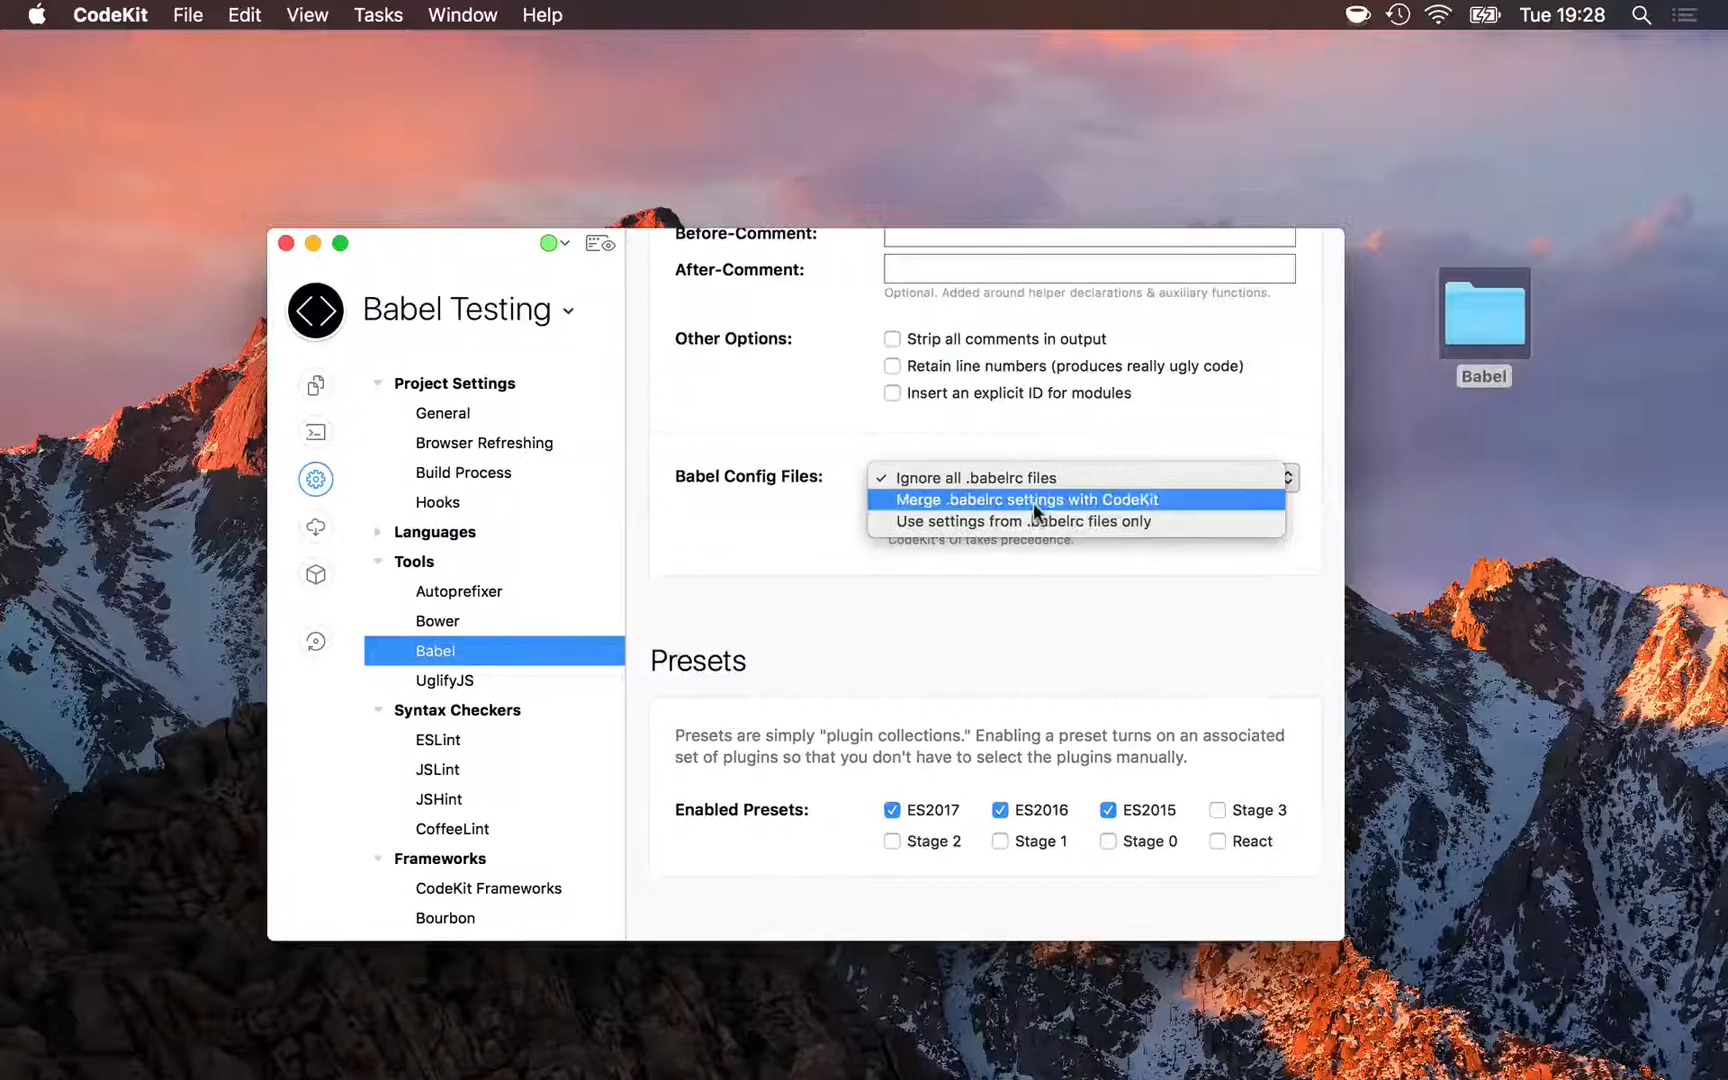 CodeKit File Edit View Tasks Window Help Tue 19:28
Babel Testing
Project Settings
General
Browser Refreshing
Build Process
Hooks
Languages
Tools
Autoprefixer
Bower
Babel
UglifyJS
Syntax Checkers
ESLint
JSLint
JSHint
CoffeeLint
Frameworks
CodeKit Frameworks
Bourbon
Before-Comment:
After-Comment:
Optional. Added around helper declarations & auxiliary functions.
Other Options:
Strip all comments in output
Retain line numbers (produces really ugly code)
Insert an explicit ID for modules
Babel Config Files:
✓ Ignore all .babelrc files
Merge .babelrc settings with CodeKit
Use settings from .babelrc files only
CodeKit's UI takes precedence.
Presets
Presets are simply "plugin collections." Enabling a preset turns on an associated
set of plugins so that you don't have to select the plugins manually.
Enabled Presets:
ES2017 ES2016 ES2015 Stage 3
Stage 2 Stage 1 Stage 0 React
Babel